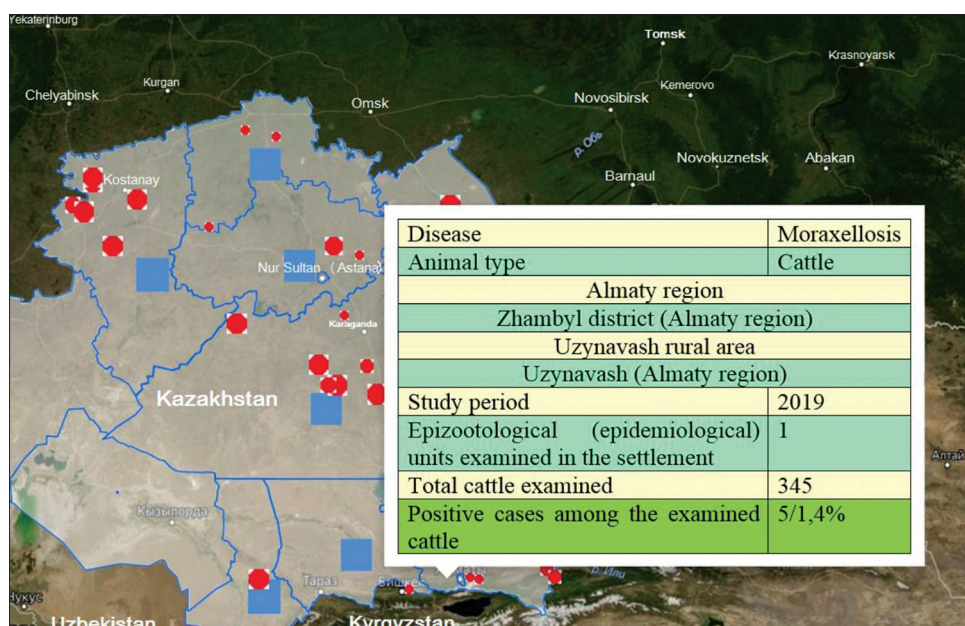 Yekaterinburg
Tomsk
Krasnoyarsk
Chelyabinsk
Kurgan
Omsk
Novosibirsk
Kemerovo
р. Обь
Novokuznetsk
Abakan
Barnaul
Kostanay
Nur Sultan (Astana)
Karaganda
Kazakhstan
Кызылорда
Тараз
р. Или
Нукус
Uzbekistan
Kyrgyzstan
Disease Moraxellosis
Animal type Cattle
Almaty region
Zhambyl district (Almaty region)
Uzynavash rural area
Uzynavash (Almaty region)
Study period 2019
Epizootological (epidemiological) 1
units examined in the settlement
Total cattle examined 345
Positive cases among the examined 5/1,4%
cattle